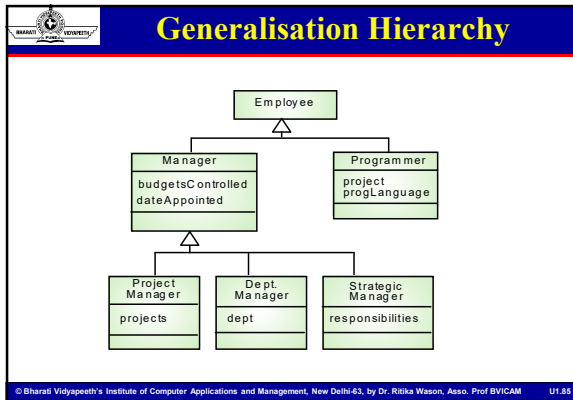 BHARATI
VIDYAPEETH
PUNE
Generalisation Hierarchy
Employee
Manager
budgetsControlled
dateAppointed
Programmer
project
progLanguage
Project
Manager
projects
Dept.
Manager
dept
Strategic
Manager
responsibilities
© Bharati Vidyapeeth's Institute of Computer Applications and Management, New Delhi-63, by Dr. Ritika Wason, Asso. Prof BVICAM U1.85